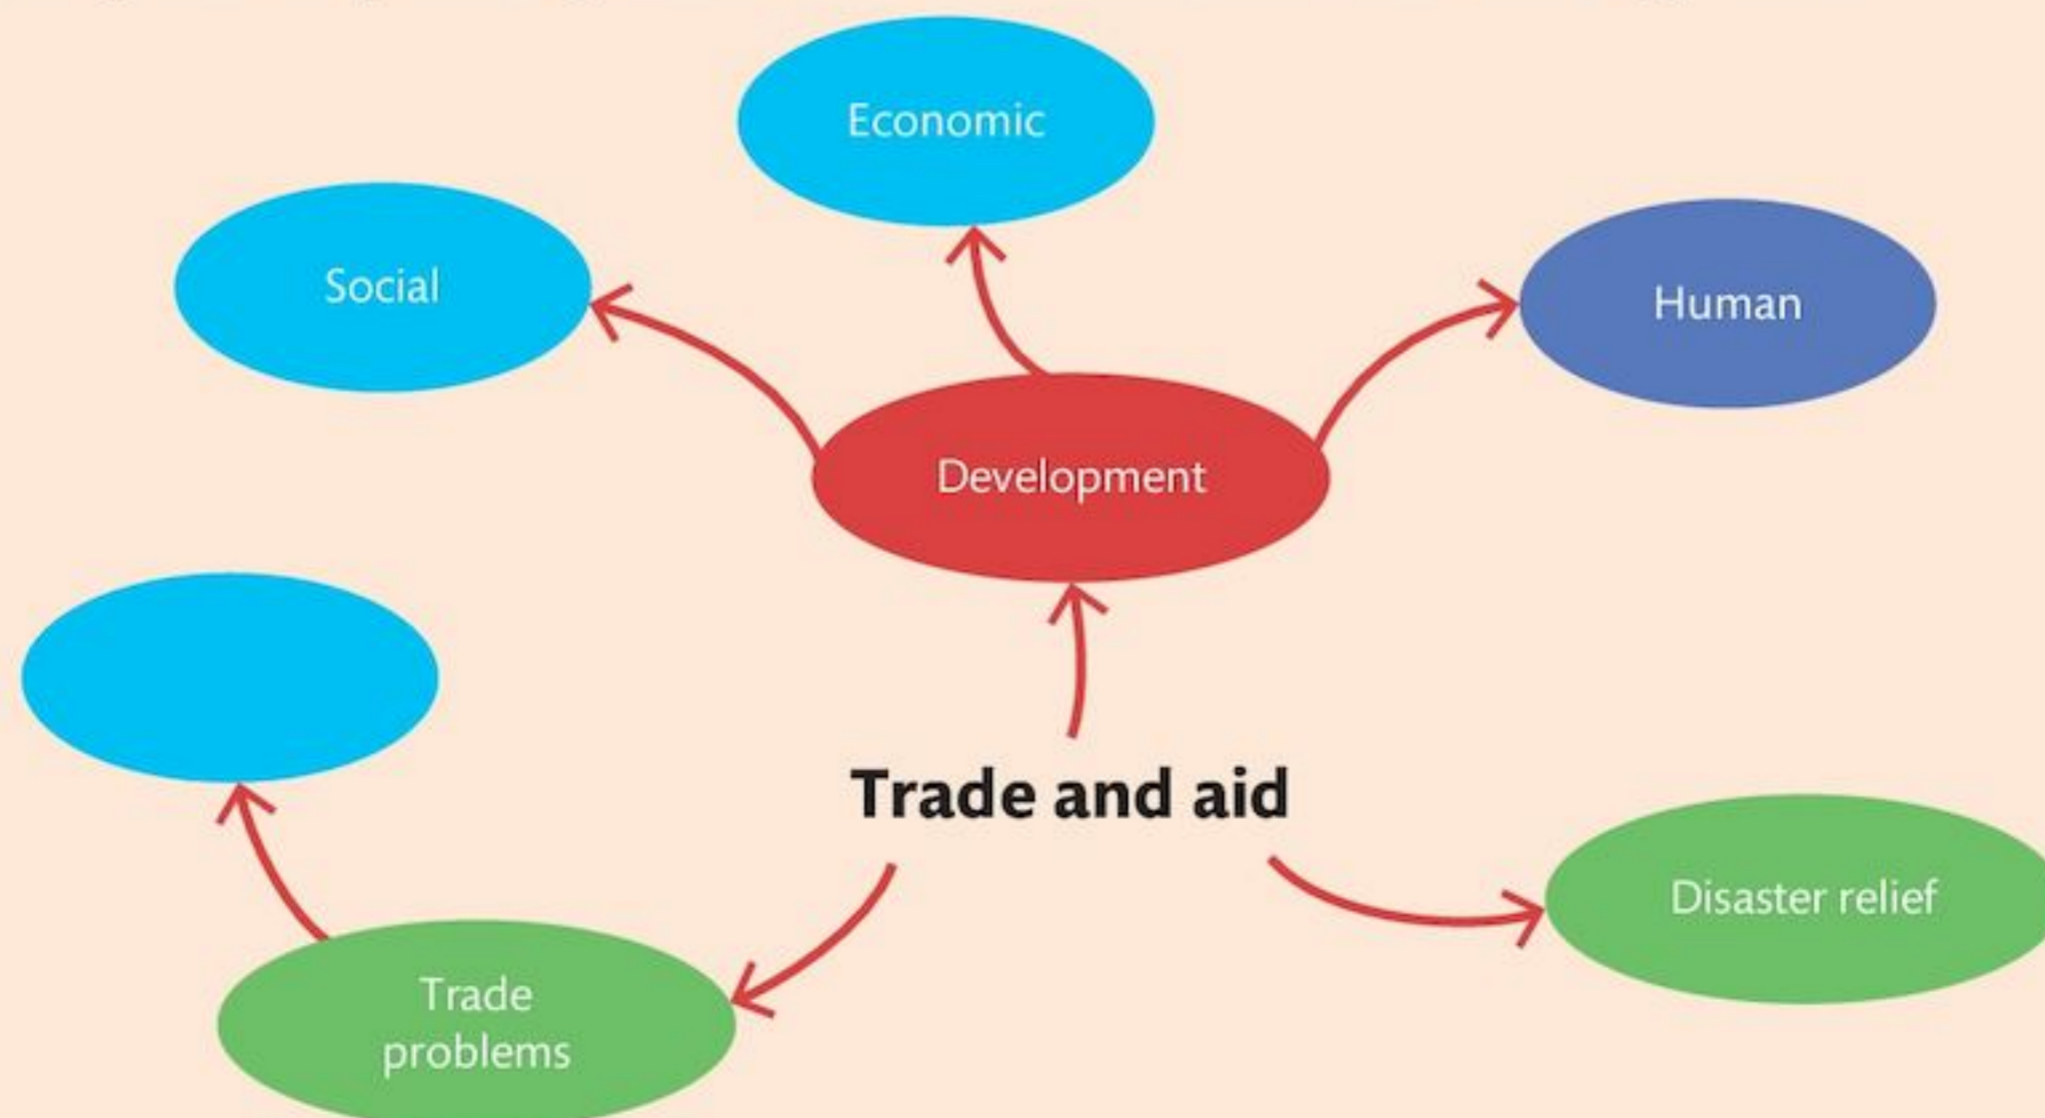 Economic
Social
Human
Development
Trade and aid
Disaster relief
Trade
problems